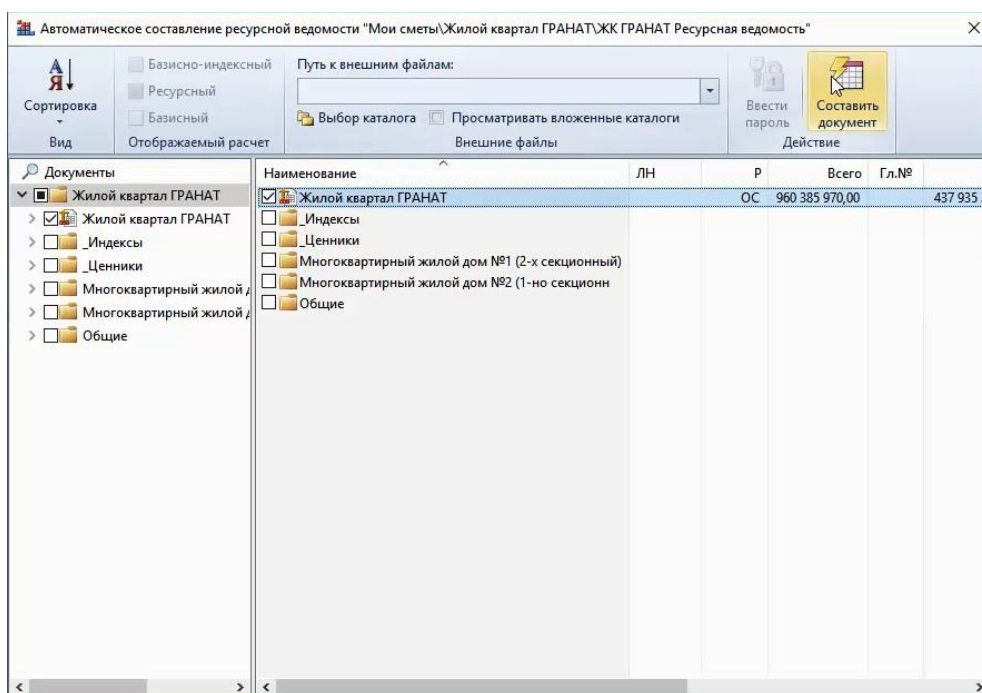 Автоматическое составление ресурсной ведомости "Мои сметы\Жилой квартал ГРАНАТ\ЖК ГРАНАТ Ресурсная ведомость"
Сортировка
Вид
Базисно-индексный
Ресурсный
Базисный
Отображаемый расчет
Путь к внешним файлам:
Выбор каталога Просматривать вложенные каталоги
Внешние файлы
Ввести
пароль
Составить
документ
Действие
Документы
Жилой квартал ГРАНАТ
Жилой квартал ГРАНАТ
_Индексы
_Ценники
Многоквартирный жилой
Многоквартирный жилой
Общие
Наименование ЛН Р Всего Гл.№
Жилой квартал ГРАНАТ ОС 960 385 970,00 437 935
_Индексы
_Ценники
Многоквартирный жилой дом №1 (2-х секционный)
Многоквартирный жилой дом №2 (1-но секционн
Общие